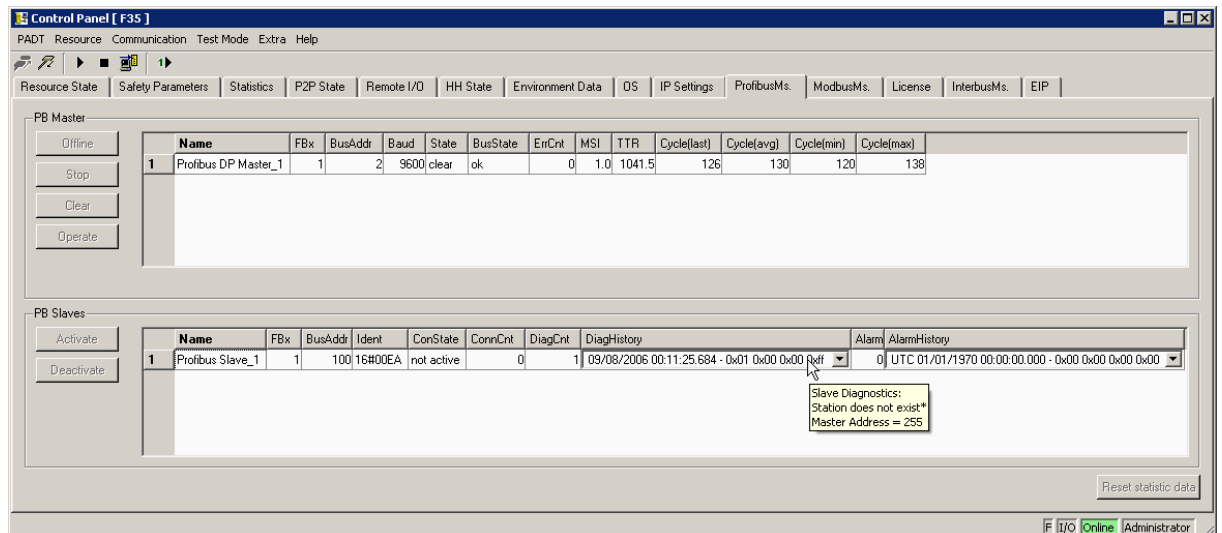 Control Panel [ F35 ]
PADT Resource Communication Test Mode Extra Help
Resource State Safety Parameters Statistics P2P State Remote I/O HH State Environment Data OS IP Settings ProfibusMs. ModbusMs. License InterbusMs. EIP
PB Master
Offline
Stop
Clear
Operate
Name FBx BusAddr Baud State BusState ErrCnt MSI TTR Cycle(last) Cycle(avg) Cycle(min) Cycle(max)
1 Profibus DP Master_1 1 2 9600 clear ok 0 1.0 1041.5 126 130 120 138
PB Slaves
Activate
Deactivate
Name FBx BusAddr Ident ConState ConnCnt DiagCnt DiagHistory Alarm AlarmHistory
1 Profibus Slave_1 1 100 16#00EA not active 0 1 09/08/2006 00:11:25.684 - 0x01 0x00 0x00 0xff 0 UTC 01/01/1970 00:00:00.000 - 0x00 0x00 0x00 0x00
Slave Diagnostics:
Station does not exist*
Master Address = 255
Reset statistic data
F I/O Online Administrator